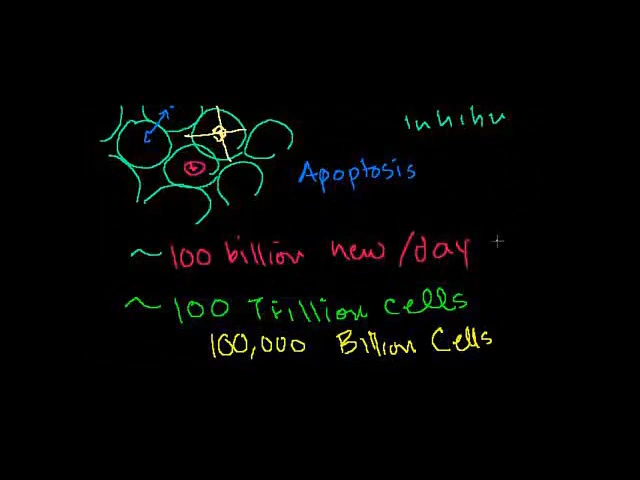 Apoptosis
~ 100 billion new/day
~ 100 Trillion cells
100,000 Billion Cells